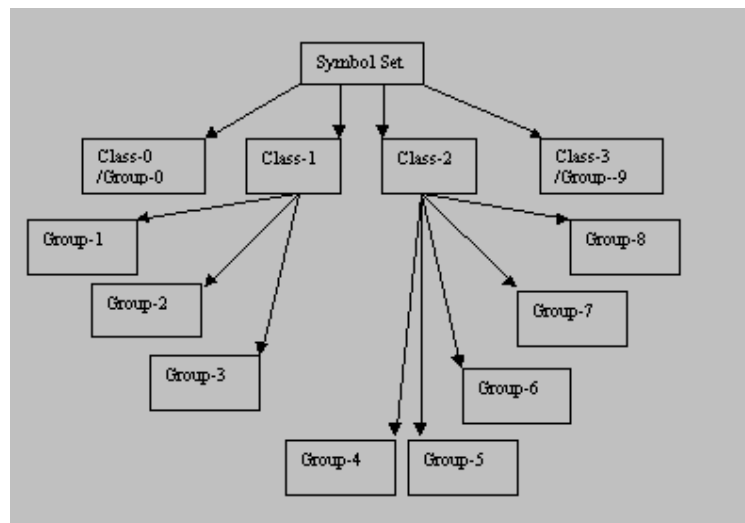 Symbol Set
Class-0
/Group-0
Class-1
Class-2
Class-3
/Group--9
Group-1
Group-8
Group-2
Group-7
Group-3
Group-6
Group-4
Group-5